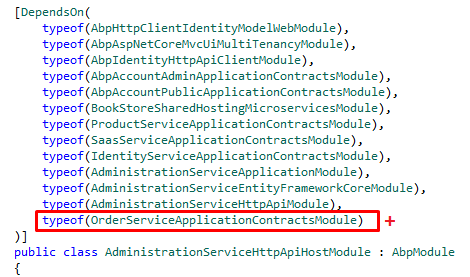 [DependsOn(
typeof(AbpHttpClientIdentityModelWebModule),
typeof(AbpAspNetCoreMvcUiMultiTenancyModule),
typeof(AbpIdentityHttpApiClientModule),
typeof(AbpAccountAdminApplicationContractsModule),
typeof(AbpAccountPublicApplicationContractsModule),
typeof(BookStoreSharedHostingMicroservicesModule),
typeof(ProductServiceApplicationContractsModule),
typeof(SaasServiceApplicationContractsModule),
typeof(IdentityServiceApplicationContractsModule),
typeof(AdministrationServiceApplicationModule),
typeof(AdministrationServiceEntityFrameworkCoreModule),
typeof(AdministrationServiceHttpApiModule),
typeof(OrderServiceApplicationContractsModule) +
)]
public class AdministrationServiceHttpApiHostModule : AbpModule
{